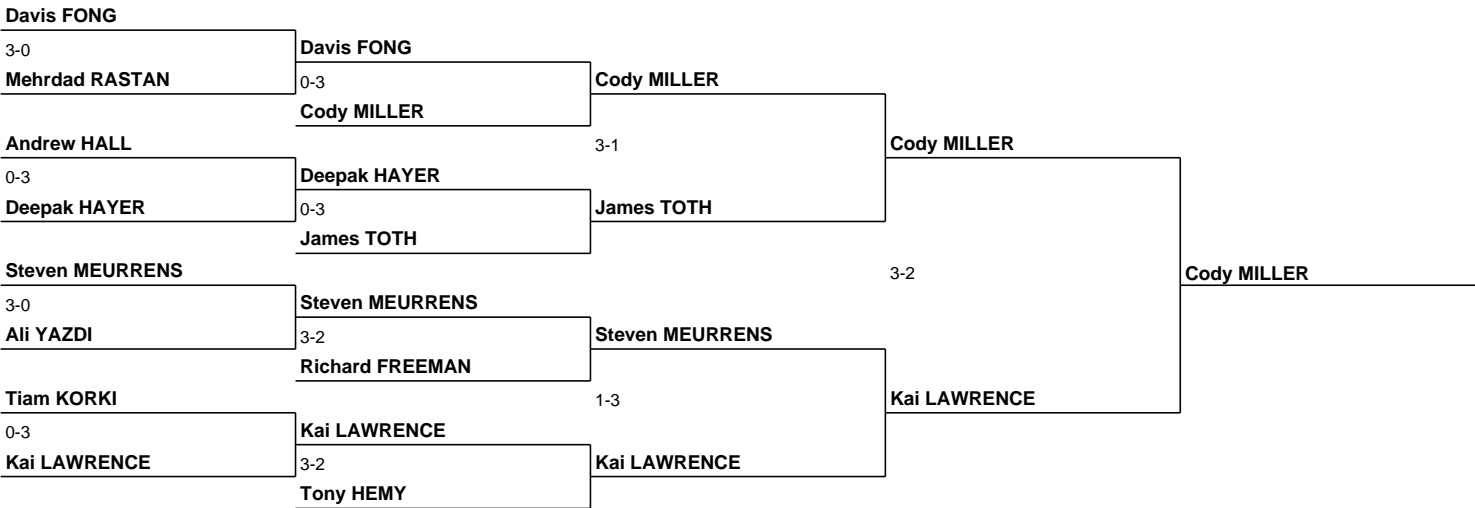 Davis FONG
3-0
Davis FONG
Mehrdad RASTAN
0-3
Cody MILLER
Cody MILLER
Andrew HALL
3-1
Cody MILLER
0-3
Deepak HAYER
Deepak HAYER
0-3
James TOTH
James TOTH
Steven MEURRENS
3-2
Cody MILLER
3-0
Steven MEURRENS
Ali YAZDI
3-2
Steven MEURRENS
Richard FREEMAN
Tiam KORKI
1-3
Kai LAWRENCE
0-3
Kai LAWRENCE
Kai LAWRENCE
3-2
Kai LAWRENCE
Tony HEMY